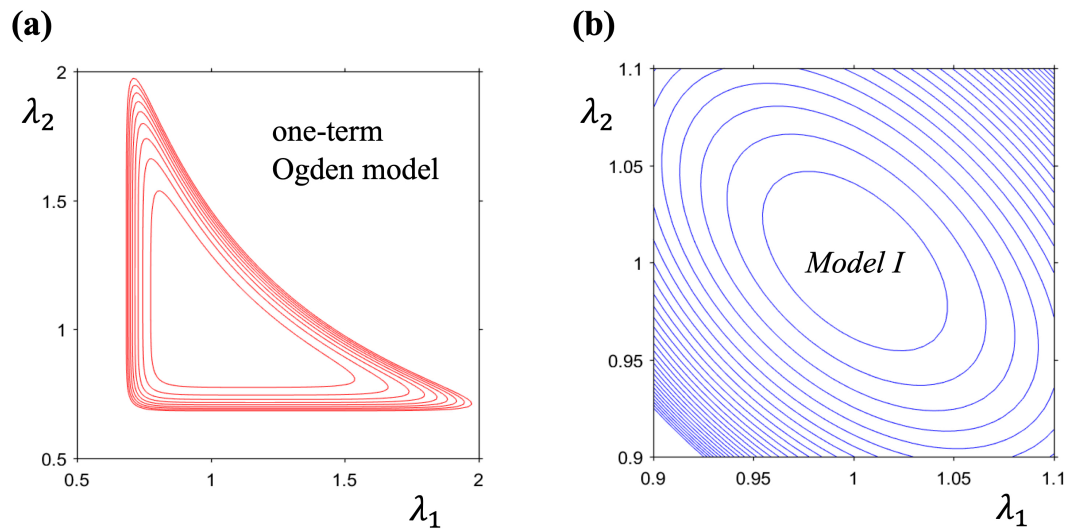 (a)
2
λ₂
one-term
Ogden model
1.5
1
0.5
0.5
1
1.5
2
λ₁
(b)
1.1
λ₂
1.05
1
Model I
0.95
0.9
0.9
0.95
1
1.05
1.1
λ₁